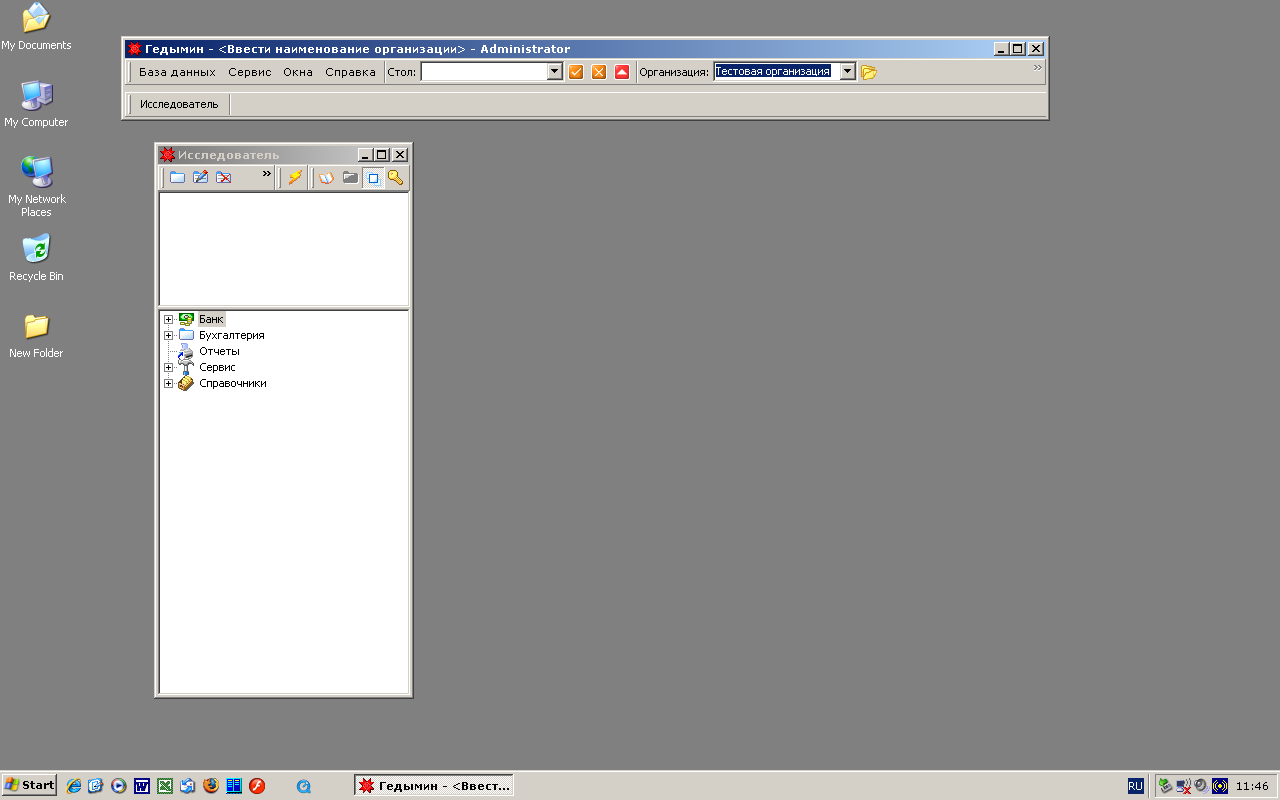 My Documents
My Computer
My Network
Places
Recycle Bin
New Folder
Гедымин - <Ввести наименование организации> - Administrator
База данных Сервис Окна Справка Стол: Организация: Тестовая организация »
Исследователь
Исследователь
»
Банк
Бухгалтерия
Отчеты
Сервис
Справочники
Start Гедымин - <Ввест... RU 11:46